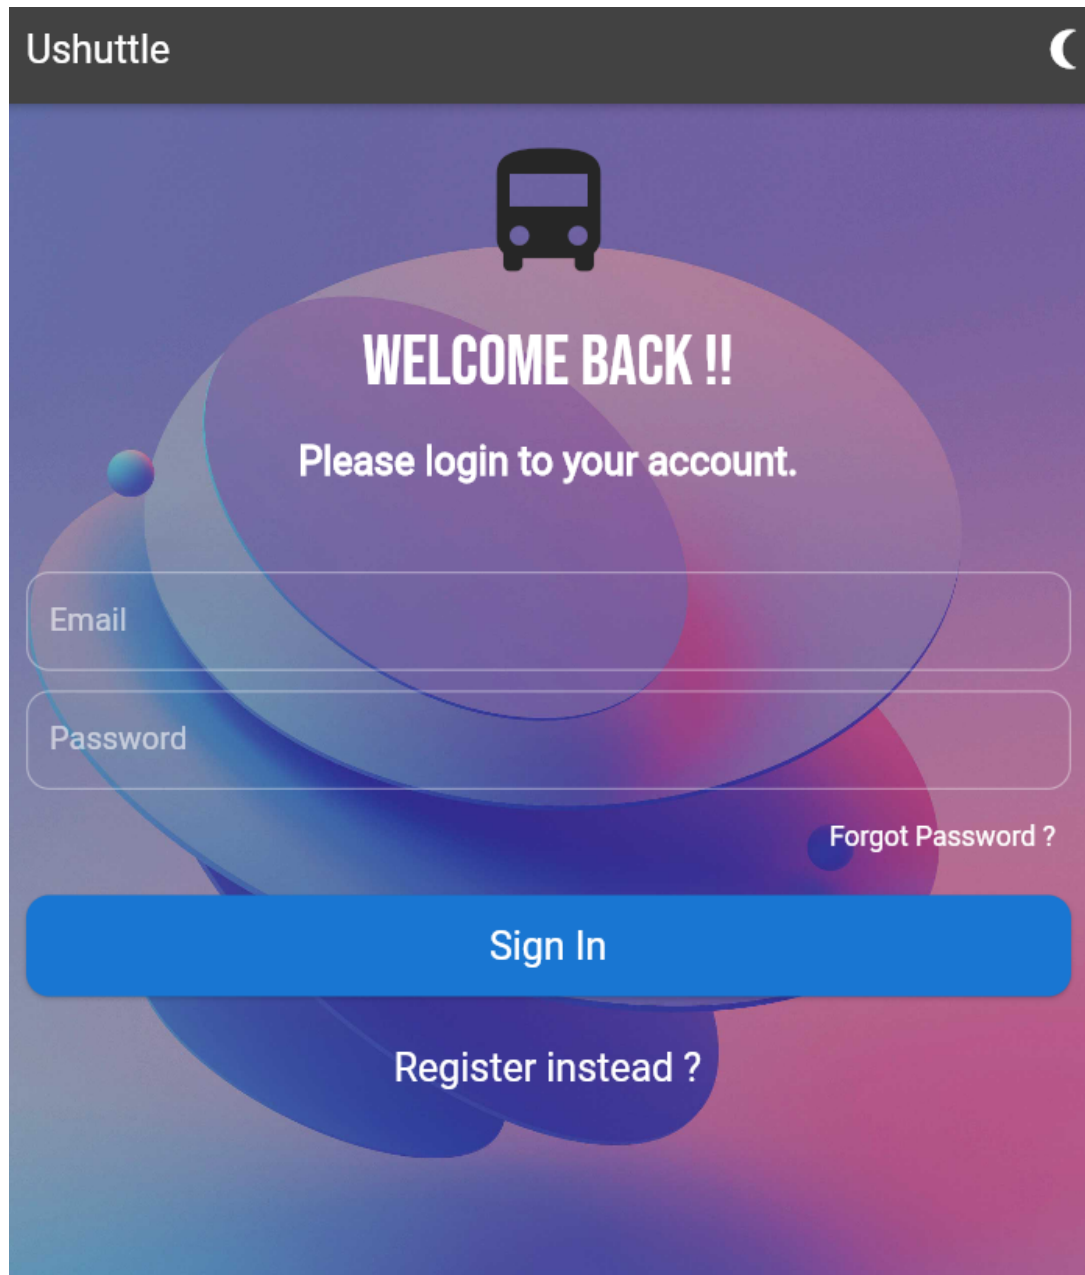 Ushuttle
WELCOME BACK !!
Please login to your account.
Email
Password
Forgot Password ?
Sign In
Register instead ?